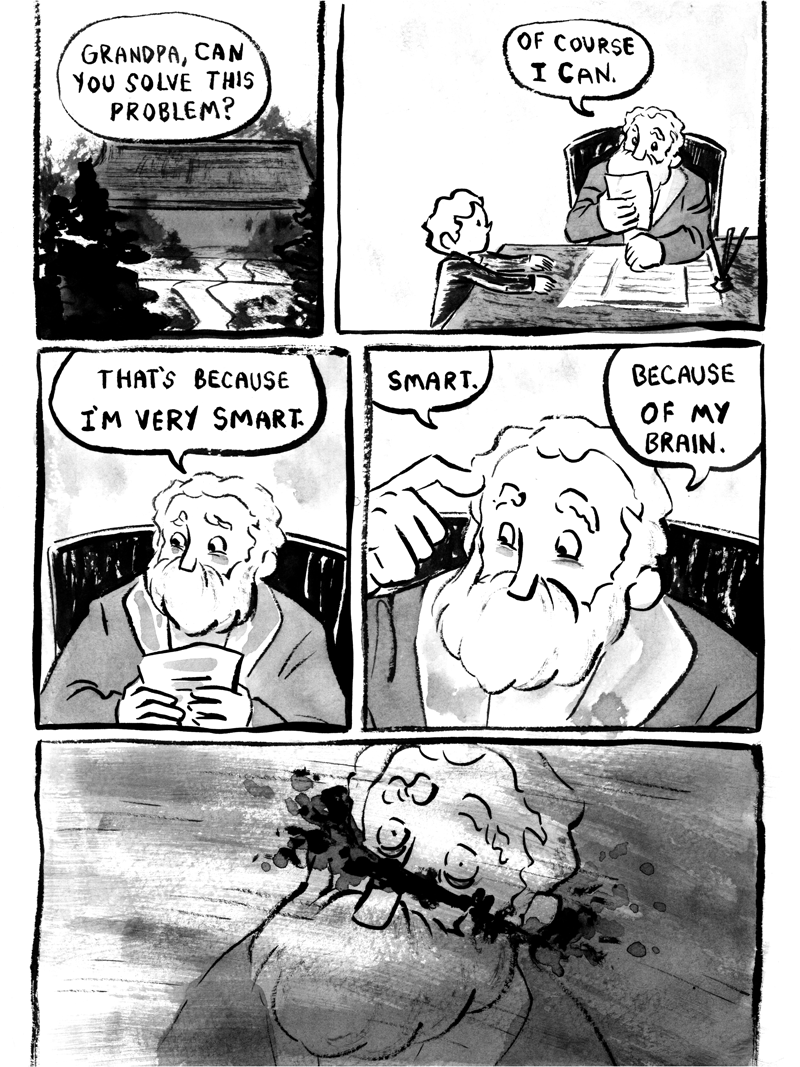 GRANDPA, CAN
YOU SOLVE THIS
PROBLEM?
OF COURSE
I CAN.
THAT'S BECAUSE
I'M VERY SMART.
SMART.
BECAUSE
OF MY
BRAIN.